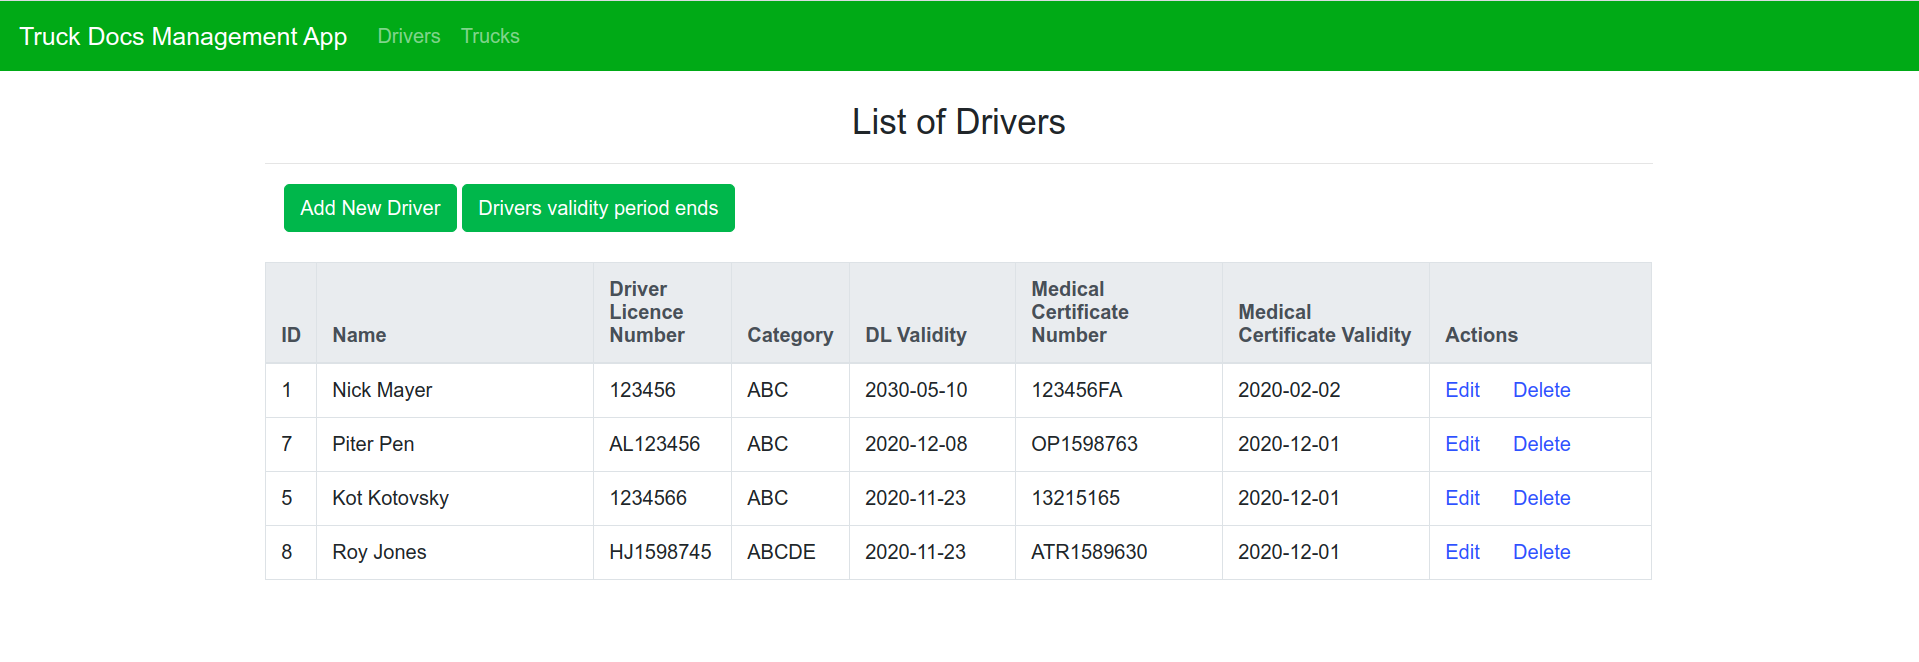 Truck Docs Management App Drivers Trucks
List of Drivers
Add New Driver Drivers validity period ends
ID Name Driver Licence Number Category DL Validity Medical Certificate Number Medical Certificate Validity Actions
1 Nick Mayer 123456 ABC 2030-05-10 123456FA 2020-02-02 Edit Delete
7 Piter Pen AL123456 ABC 2020-12-08 OP1598763 2020-12-01 Edit Delete
5 Kot Kotovsky 1234566 ABC 2020-11-23 13215165 2020-12-01 Edit Delete
8 Roy Jones HJ1598745 ABCDE 2020-11-23 ATR1589630 2020-12-01 Edit Delete